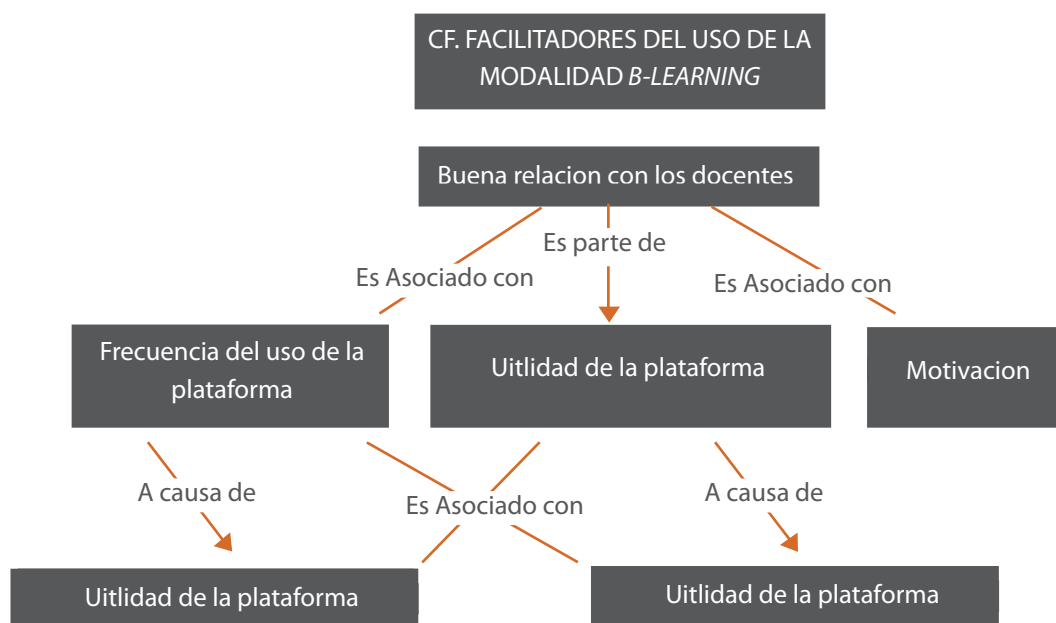 CF. FACILITADORES DEL USO DE LA
MODALIDAD B-LEARNING
Buena relacion con los docentes
Es parte de
Es Asociado con
Es Asociado con
Frecuencia del uso de la
plataforma
Uitlidad de la plataforma
Motivacion
A causa de
Es Asociado con
A causa de
Uitlidad de la plataforma
Uitlidad de la plataforma